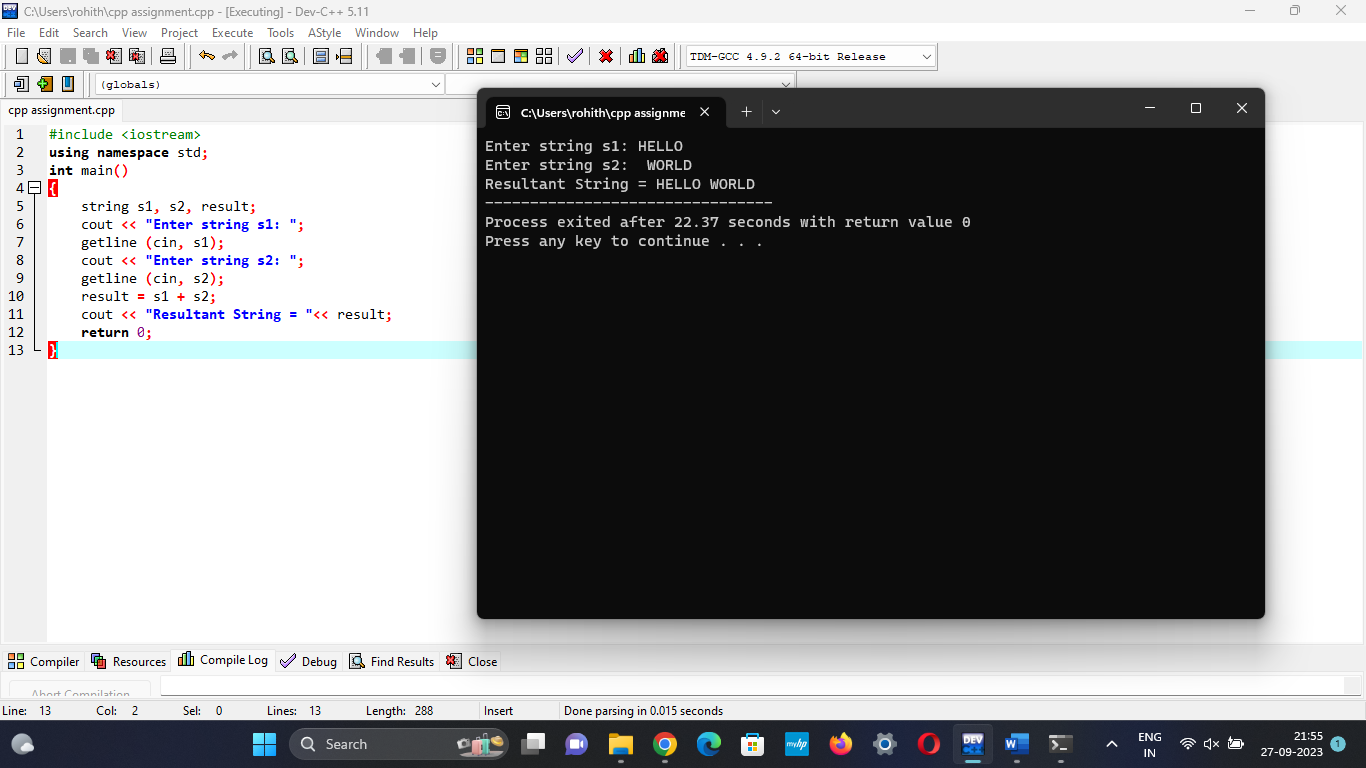 C:\Users\rohith\cpp assignment.cpp - [Executing] - Dev-C++ 5.11
File Edit Search View Project Execute Tools AStyle Window Help
TDM-GCC 4.9.2 64-bit Release
(globals)
cpp assignment.cpp
1 #include <iostream>
2 using namespace std;
3 int main()
4 {
5 string s1, s2, result;
6 cout << "Enter string s1: ";
7 getline (cin, s1);
8 cout << "Enter string s2: ";
9 getline (cin, s2);
10 result = s1 + s2;
11 cout << "Resultant String = "<< result;
12 return 0;
13 }
C:\Users\rohith\cpp assignme
Enter string s1: HELLO
Enter string s2:  WORLD
Resultant String = HELLO WORLD
--------------------------------
Process exited after 22.37 seconds with return value 0
Press any key to continue . . .
Compiler Resources Compile Log Debug Find Results Close
Abort Compilation
Line: 13 Col: 2 Sel: 0 Lines: 13 Length: 288 Insert Done parsing in 0.015 seconds
Search
myhp
DEV
ENG
IN
21:55
27-09-2023
1